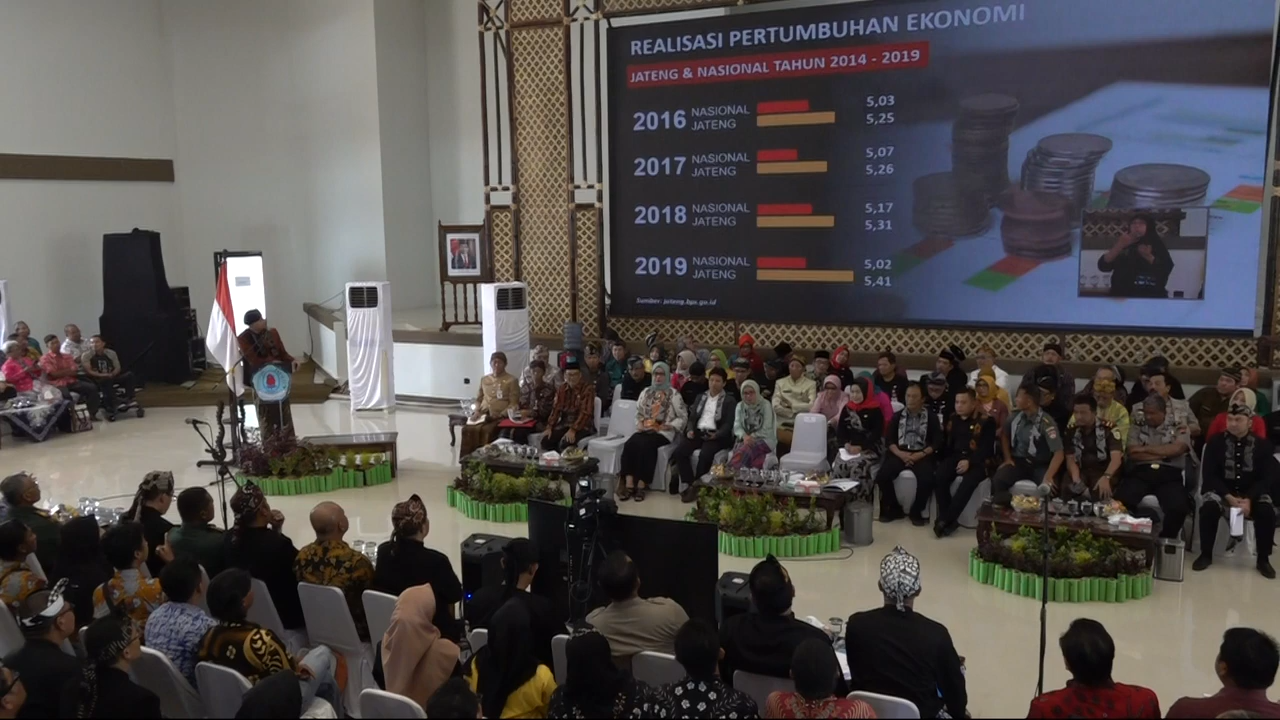 REALISASI PERTUMBUHAN EKONOMI
JATENG & NASIONAL TAHUN 2014 - 2019
2016 NASIONAL 5,03
JATENG 5,25
2017 NASIONAL 5,07
JATENG 5,26
2018 NASIONAL 5,17
JATENG 5,31
2019 NASIONAL 5,02
JATENG 5,41
Sumber: jateng.bps.go.id